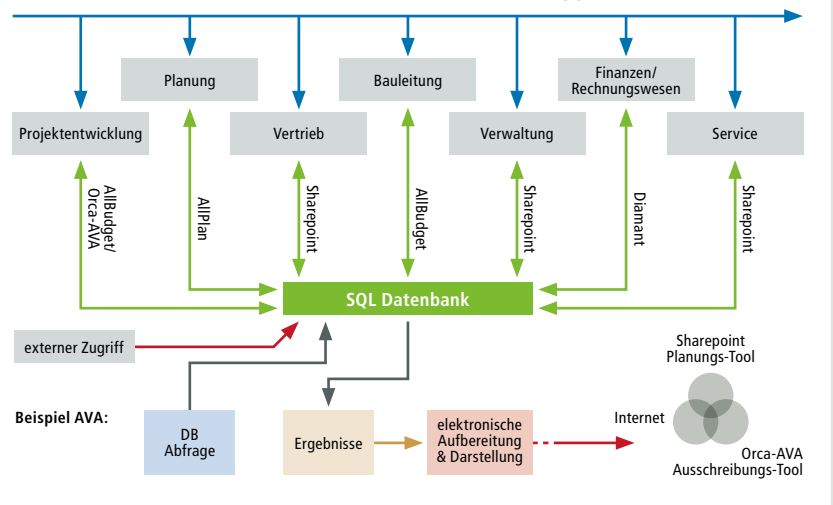 Planung
Bauleitung
Finanzen/
Rechnungswesen
Projektentwicklung
Vertrieb
Verwaltung
Service
AllBudget/
Orca-AVA
AllPlan
Sharepoint
AllBudget
Sharepoint
Diamant
Sharepoint
SQL Datenbank
externer Zugriff
Sharepoint
Planungs-Tool
Beispiel AVA:
DB
Abfrage
Ergebnisse
elektronische
Aufbereitung
& Darstellung
Internet
Orca-AVA
Ausschreibungs-Tool